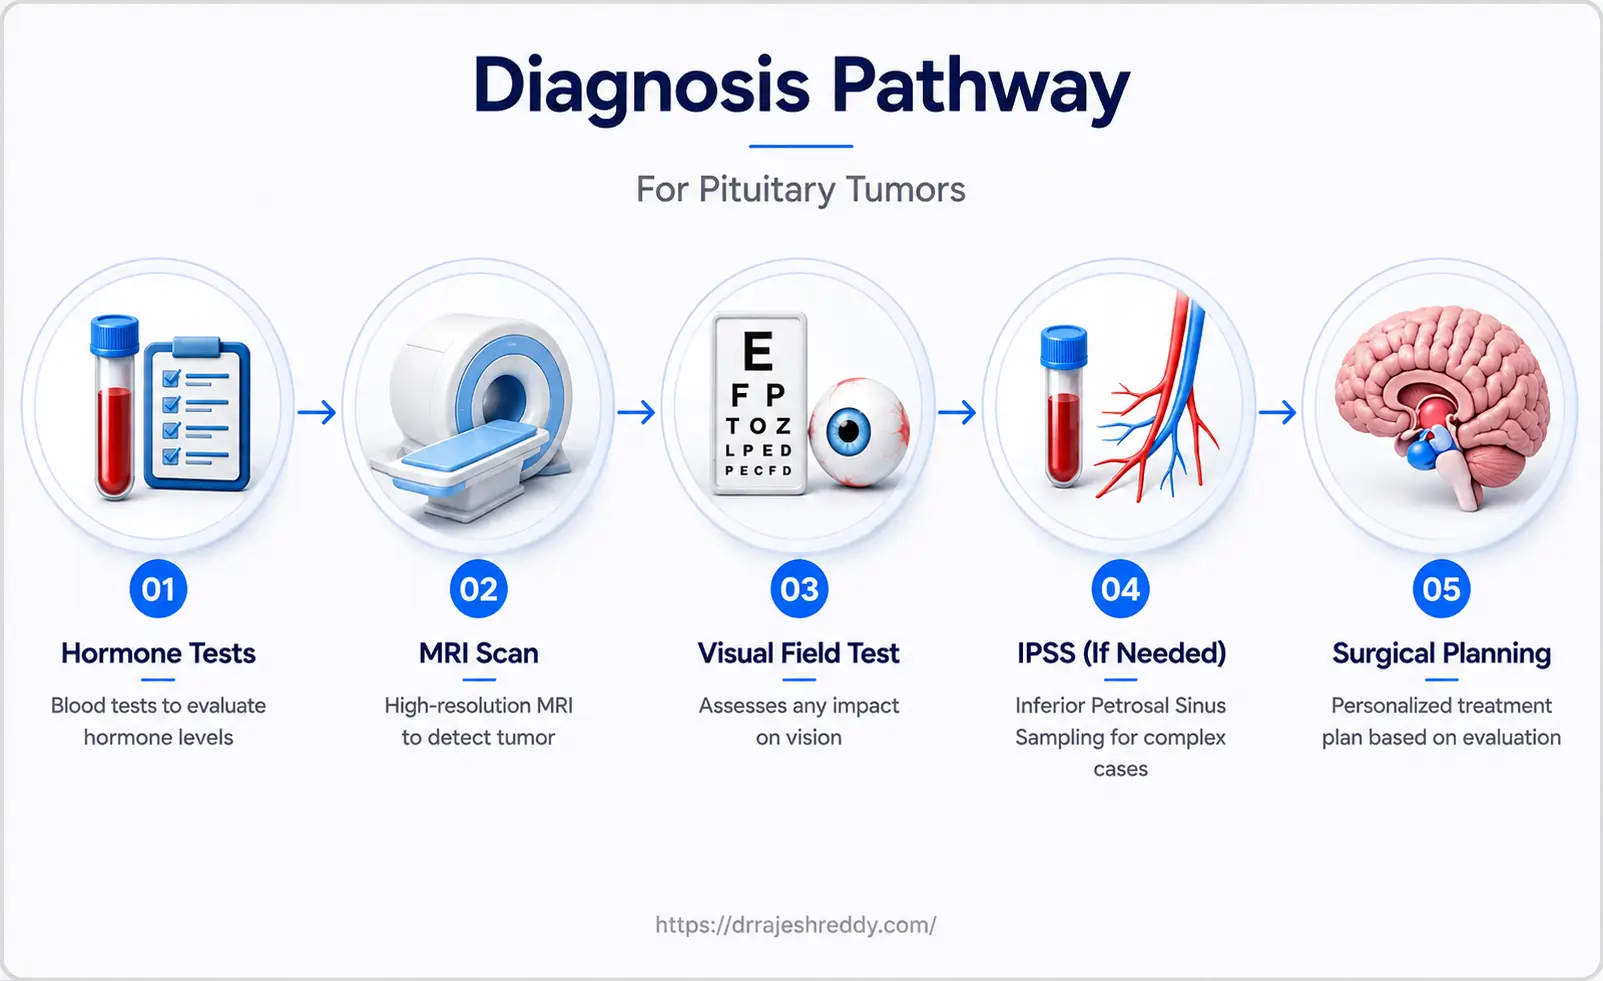 Diagnosis Pathway
For Pituitary Tumors
E
F P
T O Z
L P E D
P E C F D
01
Hormone Tests
Blood tests to evaluate
hormone levels
02
MRI Scan
High-resolution MRI
to detect tumor
03
Visual Field Test
Assesses any impact
on vision
04
IPSS (If Needed)
Inferior Petrosal Sinus
Sampling for complex
cases
05
Surgical Planning
Personalized treatment
plan based on evaluation
https://drrajeshreddy.com/